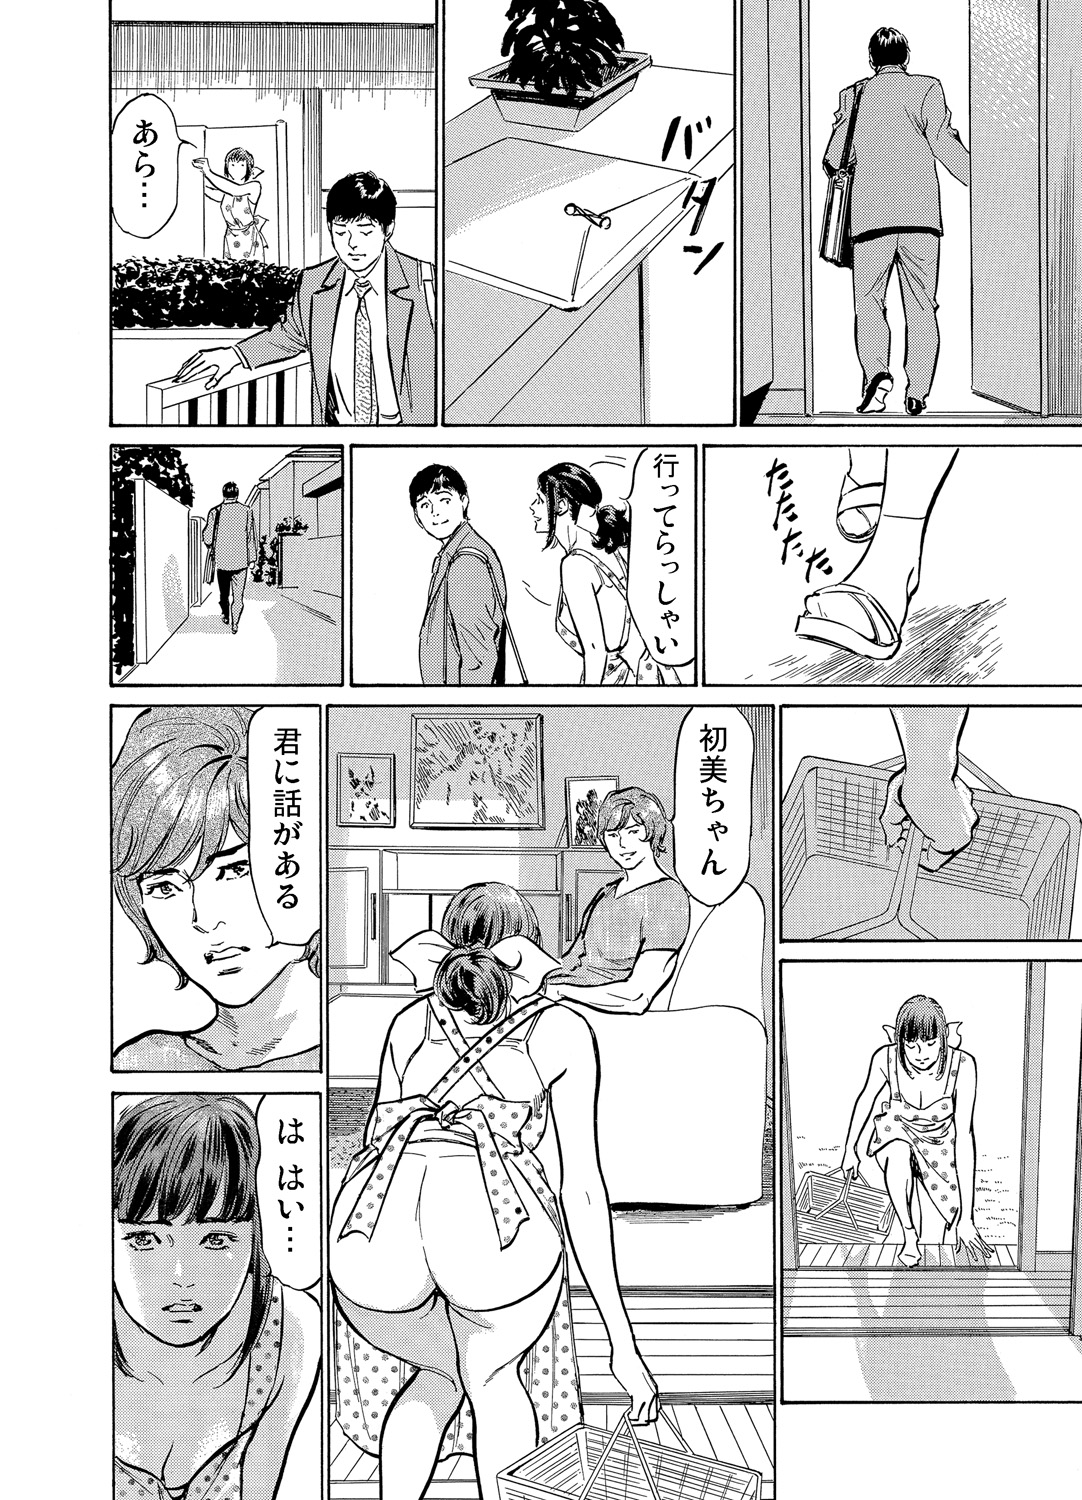 バタン
あら…
たたたた
行ってらっしゃい
初美ちゃん
君に話がある
は はい…